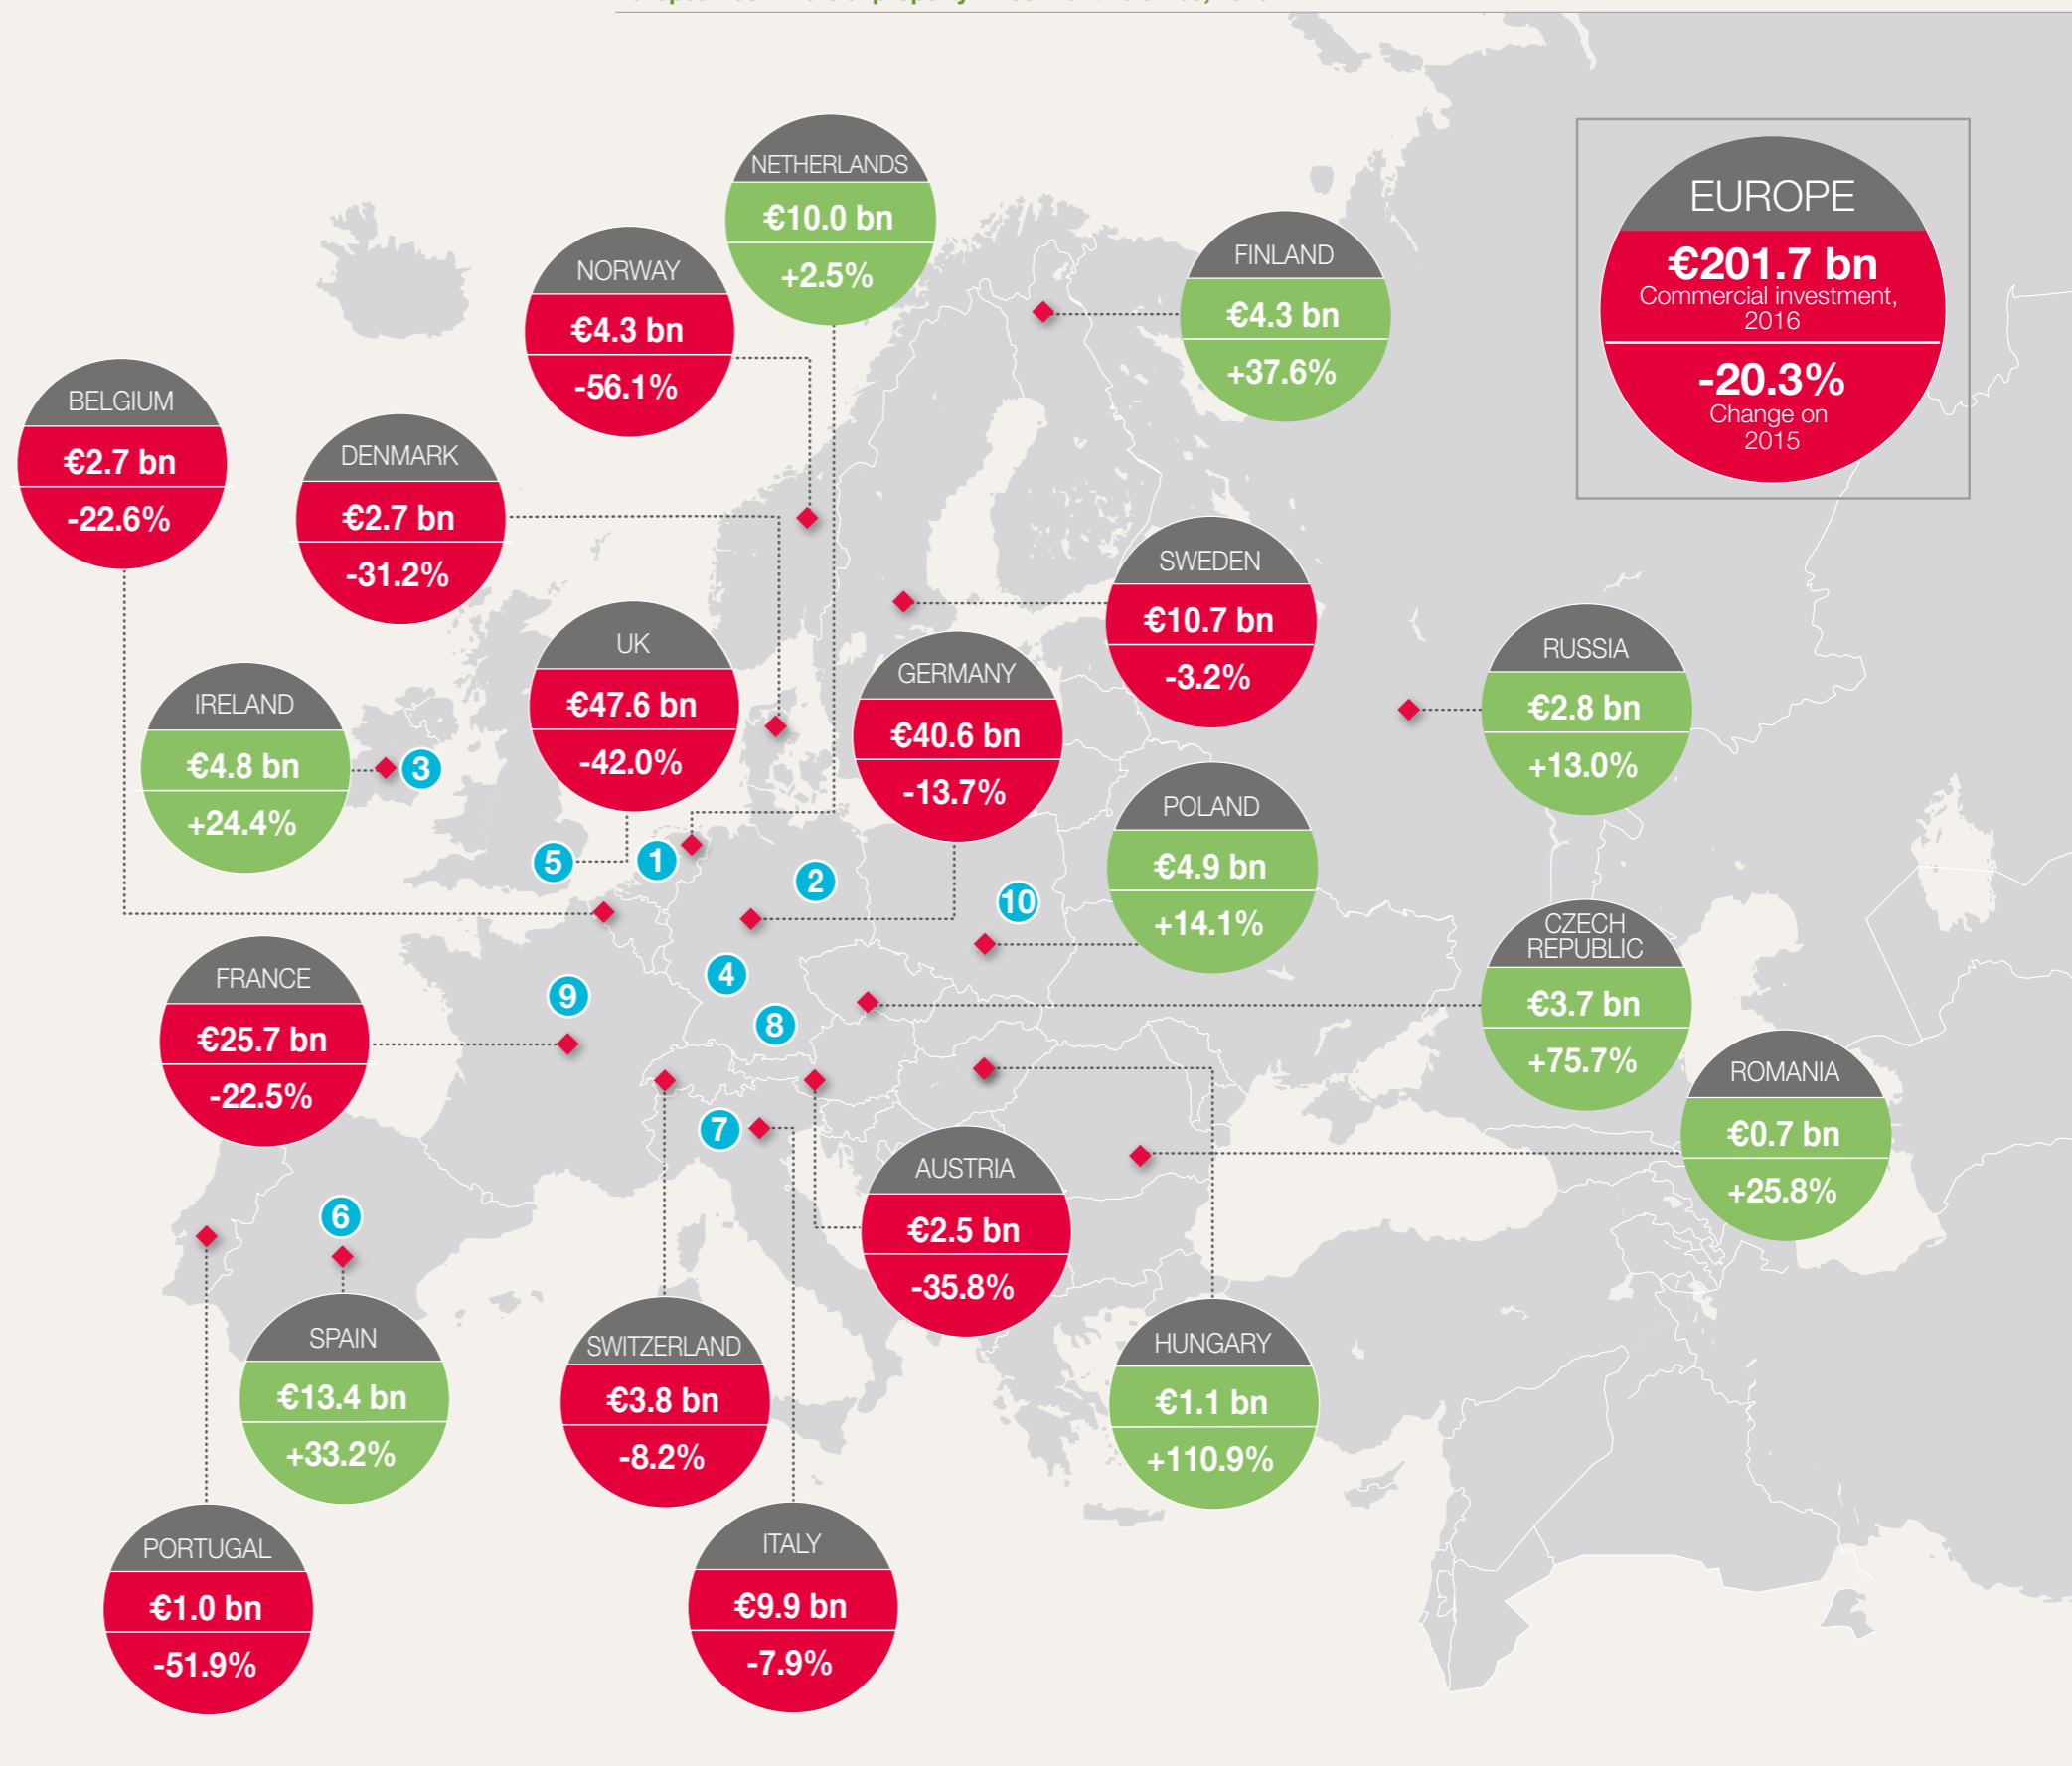 NETHERLANDS
€10.0 bn
+2.5%
NORWAY
€4.3 bn
-56.1%
FINLAND
€4.3 bn
+37.6%
EUROPE
€201.7 bn
Commercial investment,
2016
-20.3%
Change on
2015
BELGIUM
€2.7 bn
-22.6%
DENMARK
€2.7 bn
-31.2%
SWEDEN
€10.7 bn
-3.2%
UK
€47.6 bn
-42.0%
GERMANY
€40.6 bn
-13.7%
RUSSIA
€2.8 bn
+13.0%
IRELAND
€4.8 bn
+24.4%
3
POLAND
€4.9 bn
+14.1%
5
1
2
10
CZECH
REPUBLIC
€3.7 bn
+75.7%
FRANCE
€25.7 bn
-22.5%
4
9
8
ROMANIA
€0.7 bn
+25.8%
7
AUSTRIA
€2.5 bn
-35.8%
6
SPAIN
€13.4 bn
+33.2%
SWITZERLAND
€3.8 bn
-8.2%
HUNGARY
€1.1 bn
+110.9%
PORTUGAL
€1.0 bn
-51.9%
ITALY
€9.9 bn
-7.9%